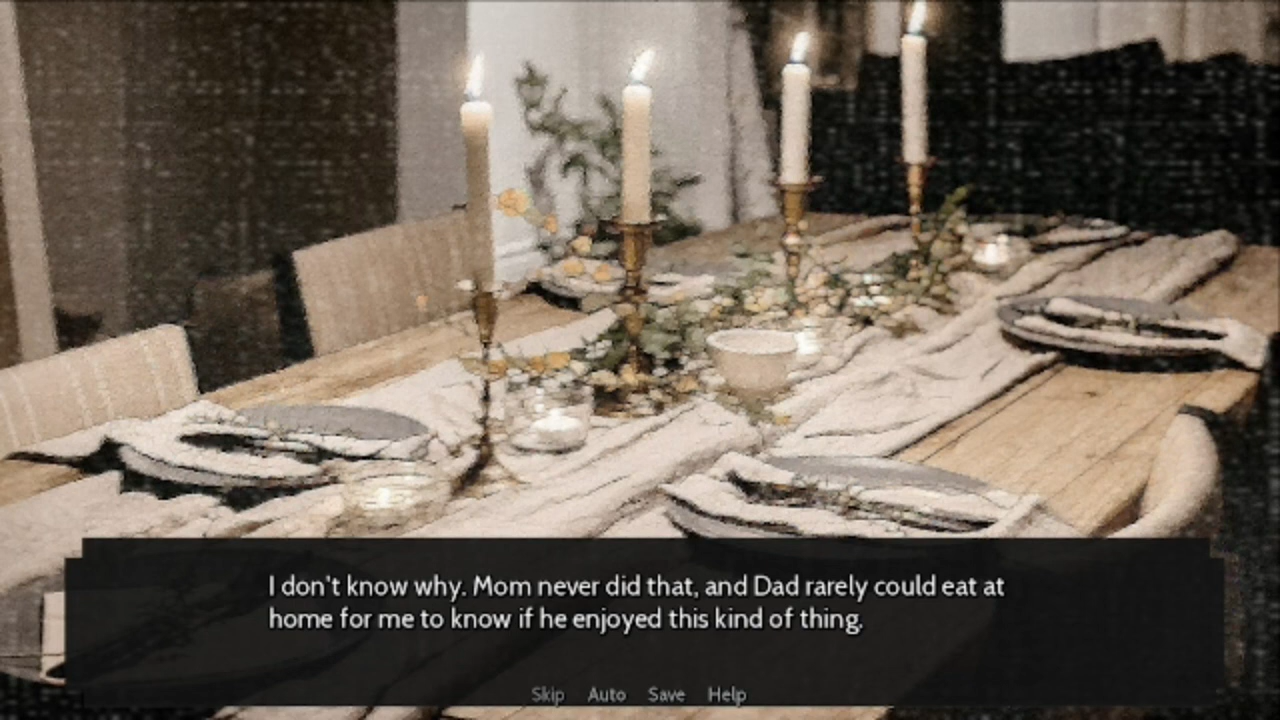 I don't know why. Mom never did that, and Dad rarely could eat at
home for me to know if he enjoyed this kind of thing.
Skip Auto Save Help